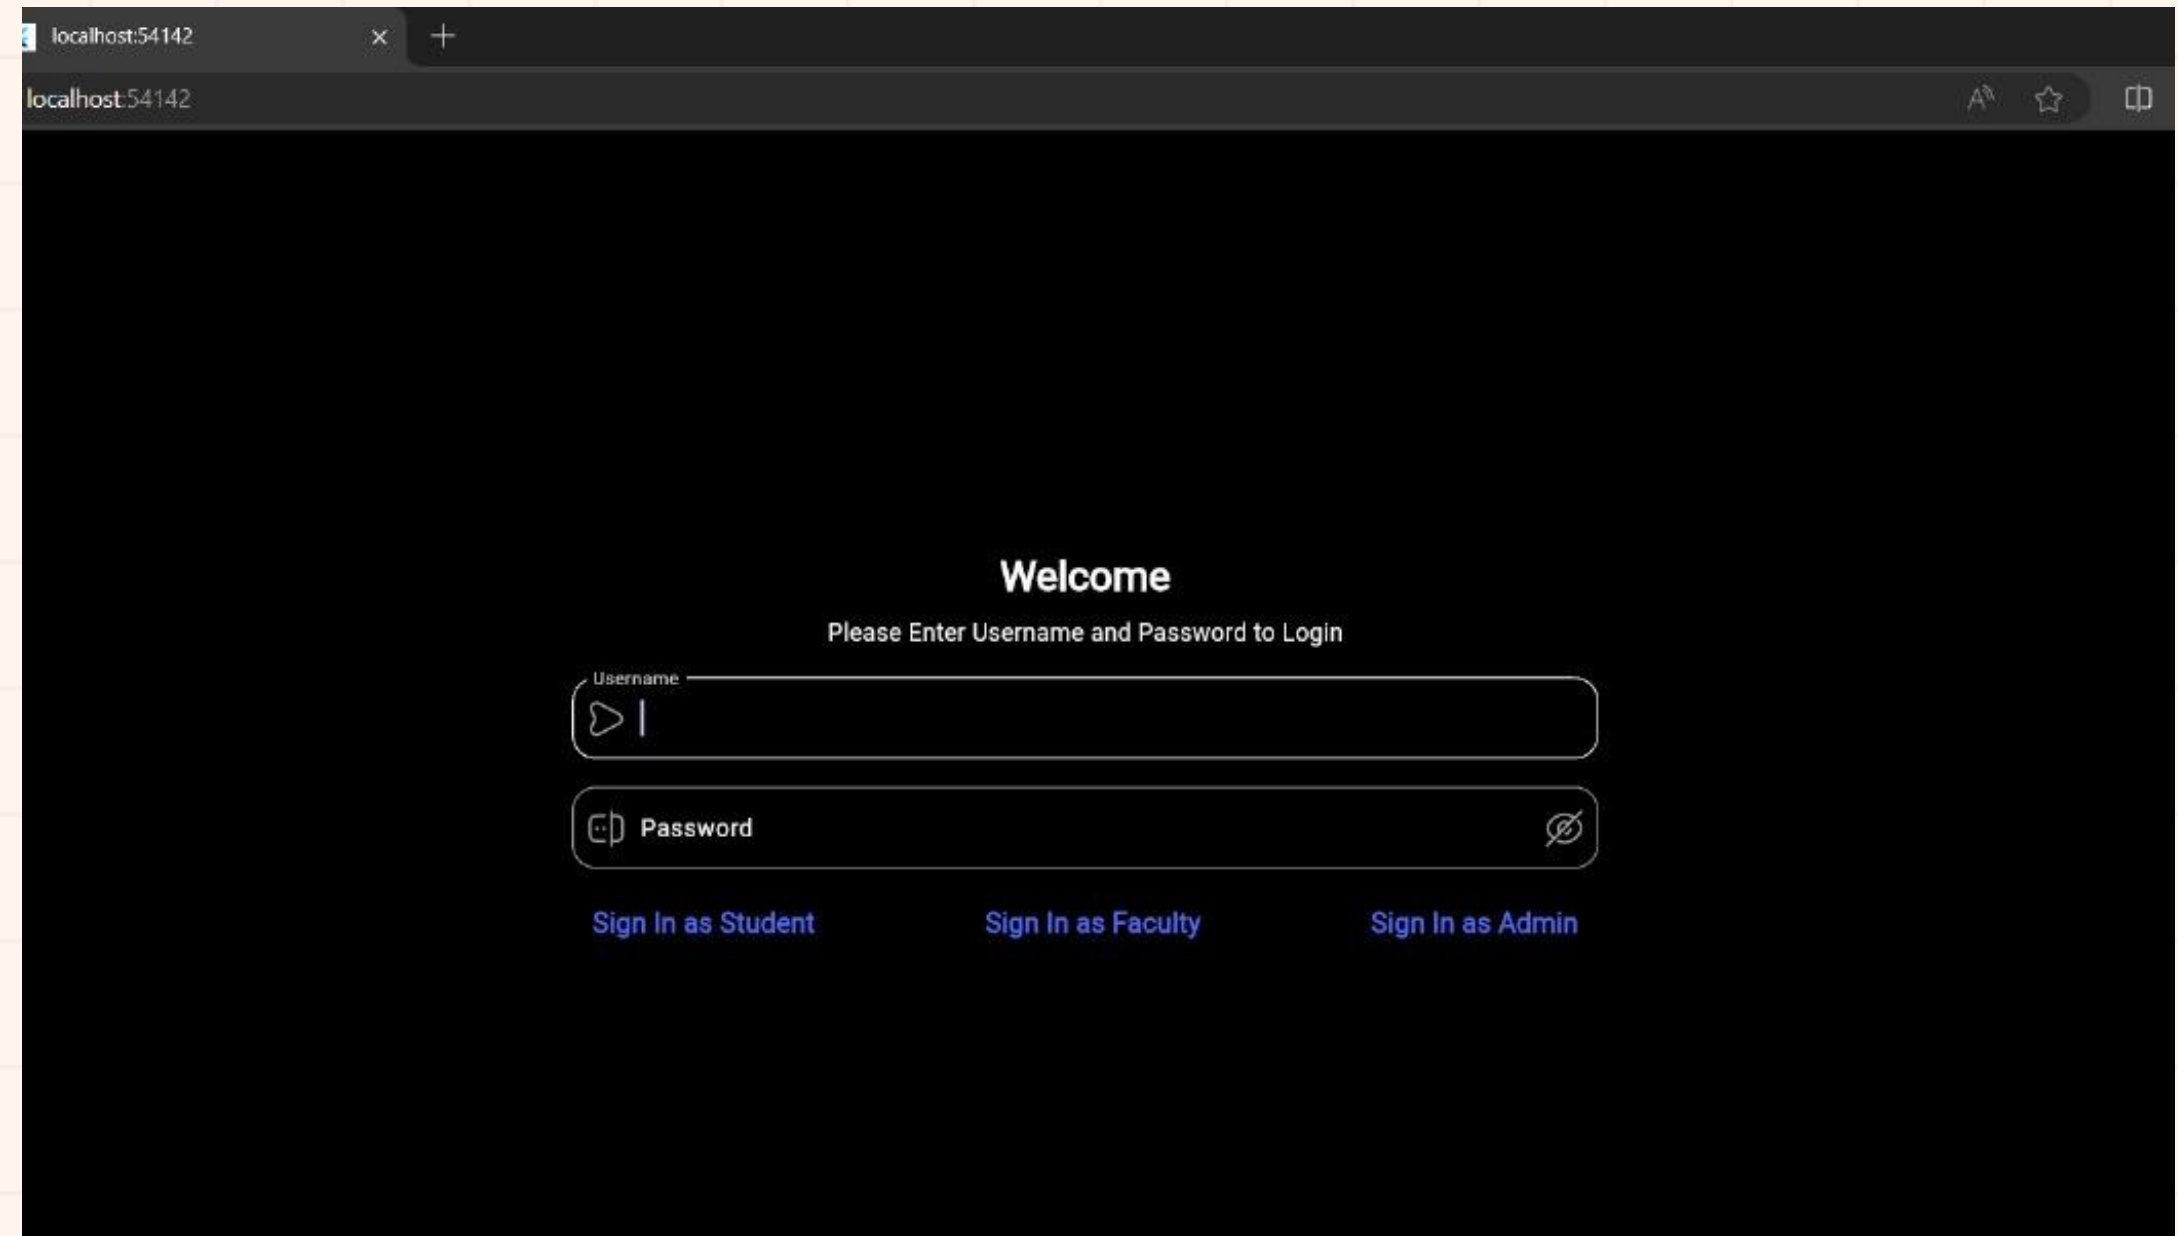 localhost:54142
localhost:54142
Welcome
Please Enter Username and Password to Login
Username
Password
Sign In as Student Sign In as Faculty Sign In as Admin